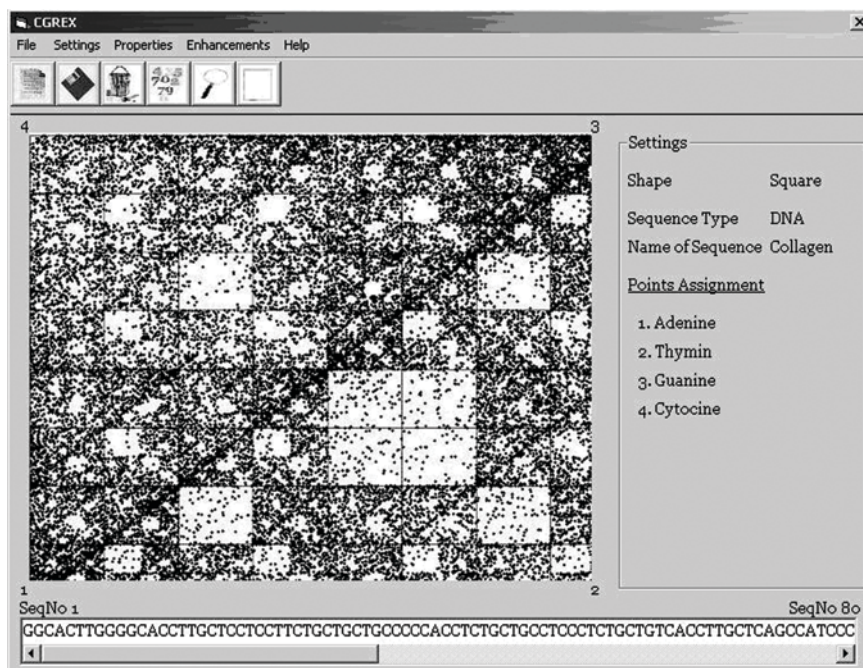 CGREX
File Settings Properties Enhancements Help
4 3
Settings
Shape Square
Sequence Type DNA
Name of Sequence Collagen
Points Assignment
1. Adenine
2. Thymin
3. Guanine
4. Cytocine
1 2
SeqNo 1 SeqNo 80
GGCACTTGGGGCACCTTGCTCCTCCTTCTGCTGCTGCCCCCACCTCTGCTGCCTCCCTCTGCTGTCACCTTGCTCAGCCATCCC